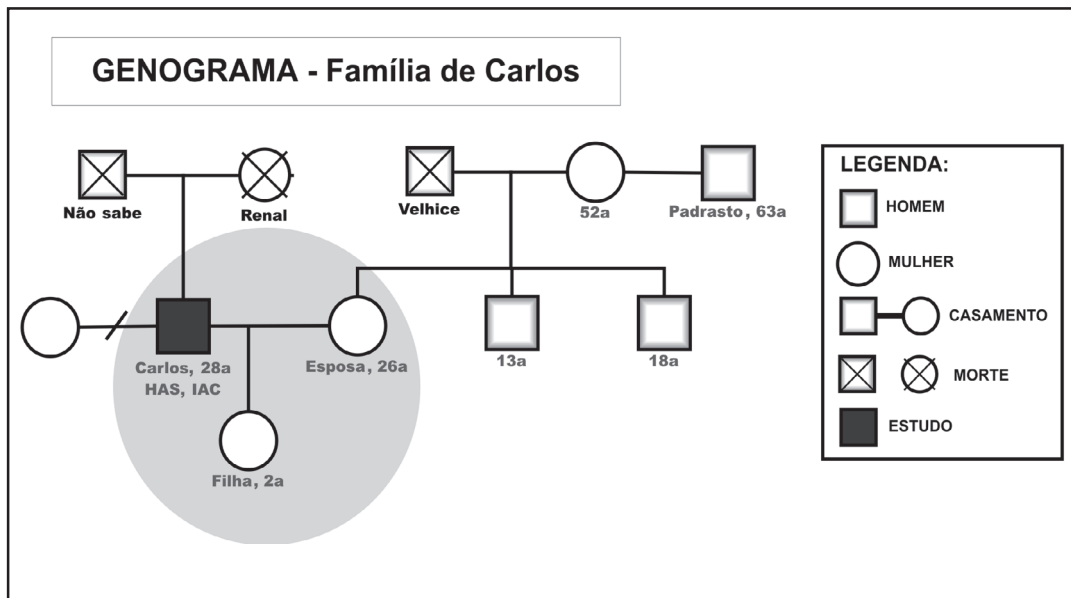 GENOGRAMA - Família de Carlos
Não sabe
Renal
Velhice
52a
Padrasto, 63a
Carlos, 28a
HAS, IAC
Esposa, 26a
13a
18a
Filha, 2a
LEGENDA:
HOMEM
MULHER
CASAMENTO
MORTE
ESTUDO